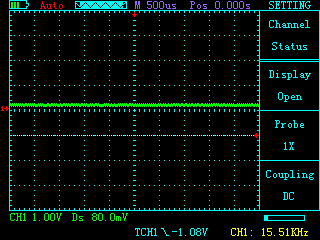 Auto M 500us Pos 0.000s SETTING
Channel
Status
Display
Open
Probe
1X
Coupling
DC
CH1 1.00V Ds 80.0mV
TCH1 -1.08V CH1: 15.51KHz